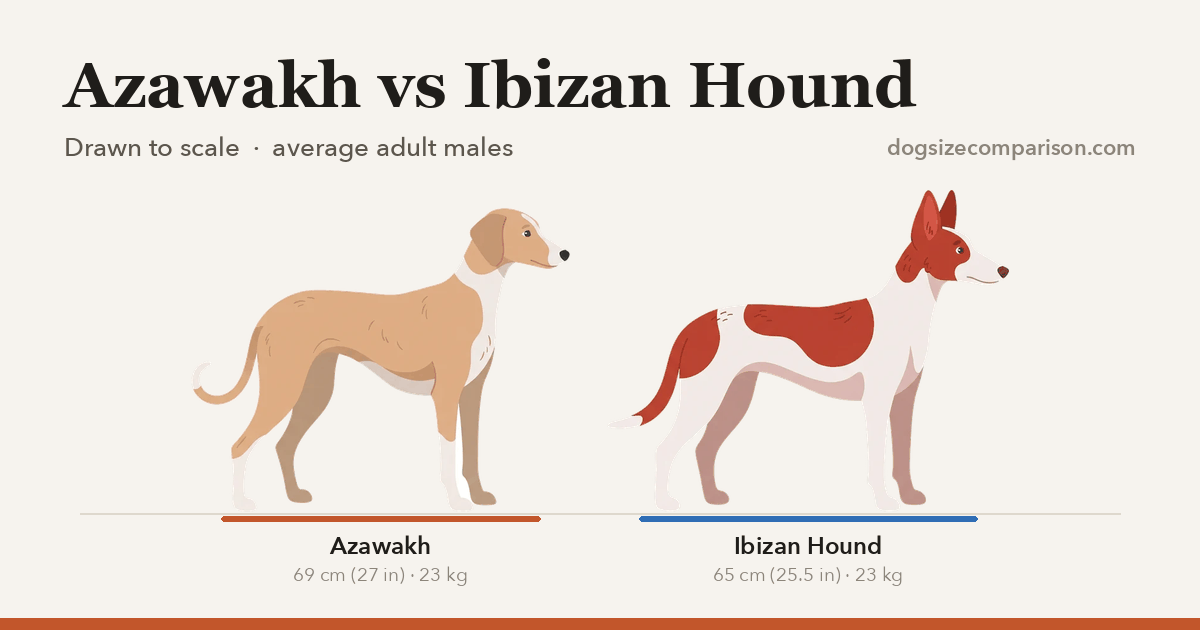 Azawakh vs Ibizan Hound
Drawn to scale · average adult males
dogsizecomparison.com
Azawakh
69 cm (27 in) · 23 kg
Ibizan Hound
65 cm (25.5 in) · 23 kg